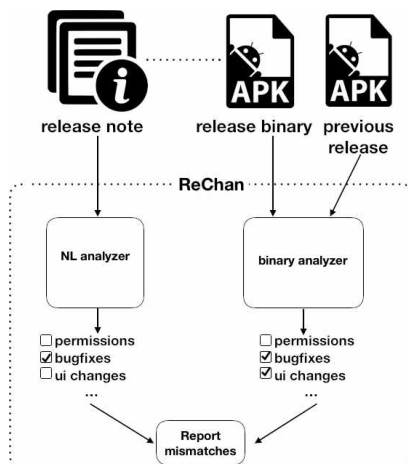 i
APK
APK
release note
release binary
previous
release
ReChan
NL analyzer
binary analyzer
permissions
bugfixes
ui changes
...
permissions
bugfixes
ui changes
...
Report
mismatches